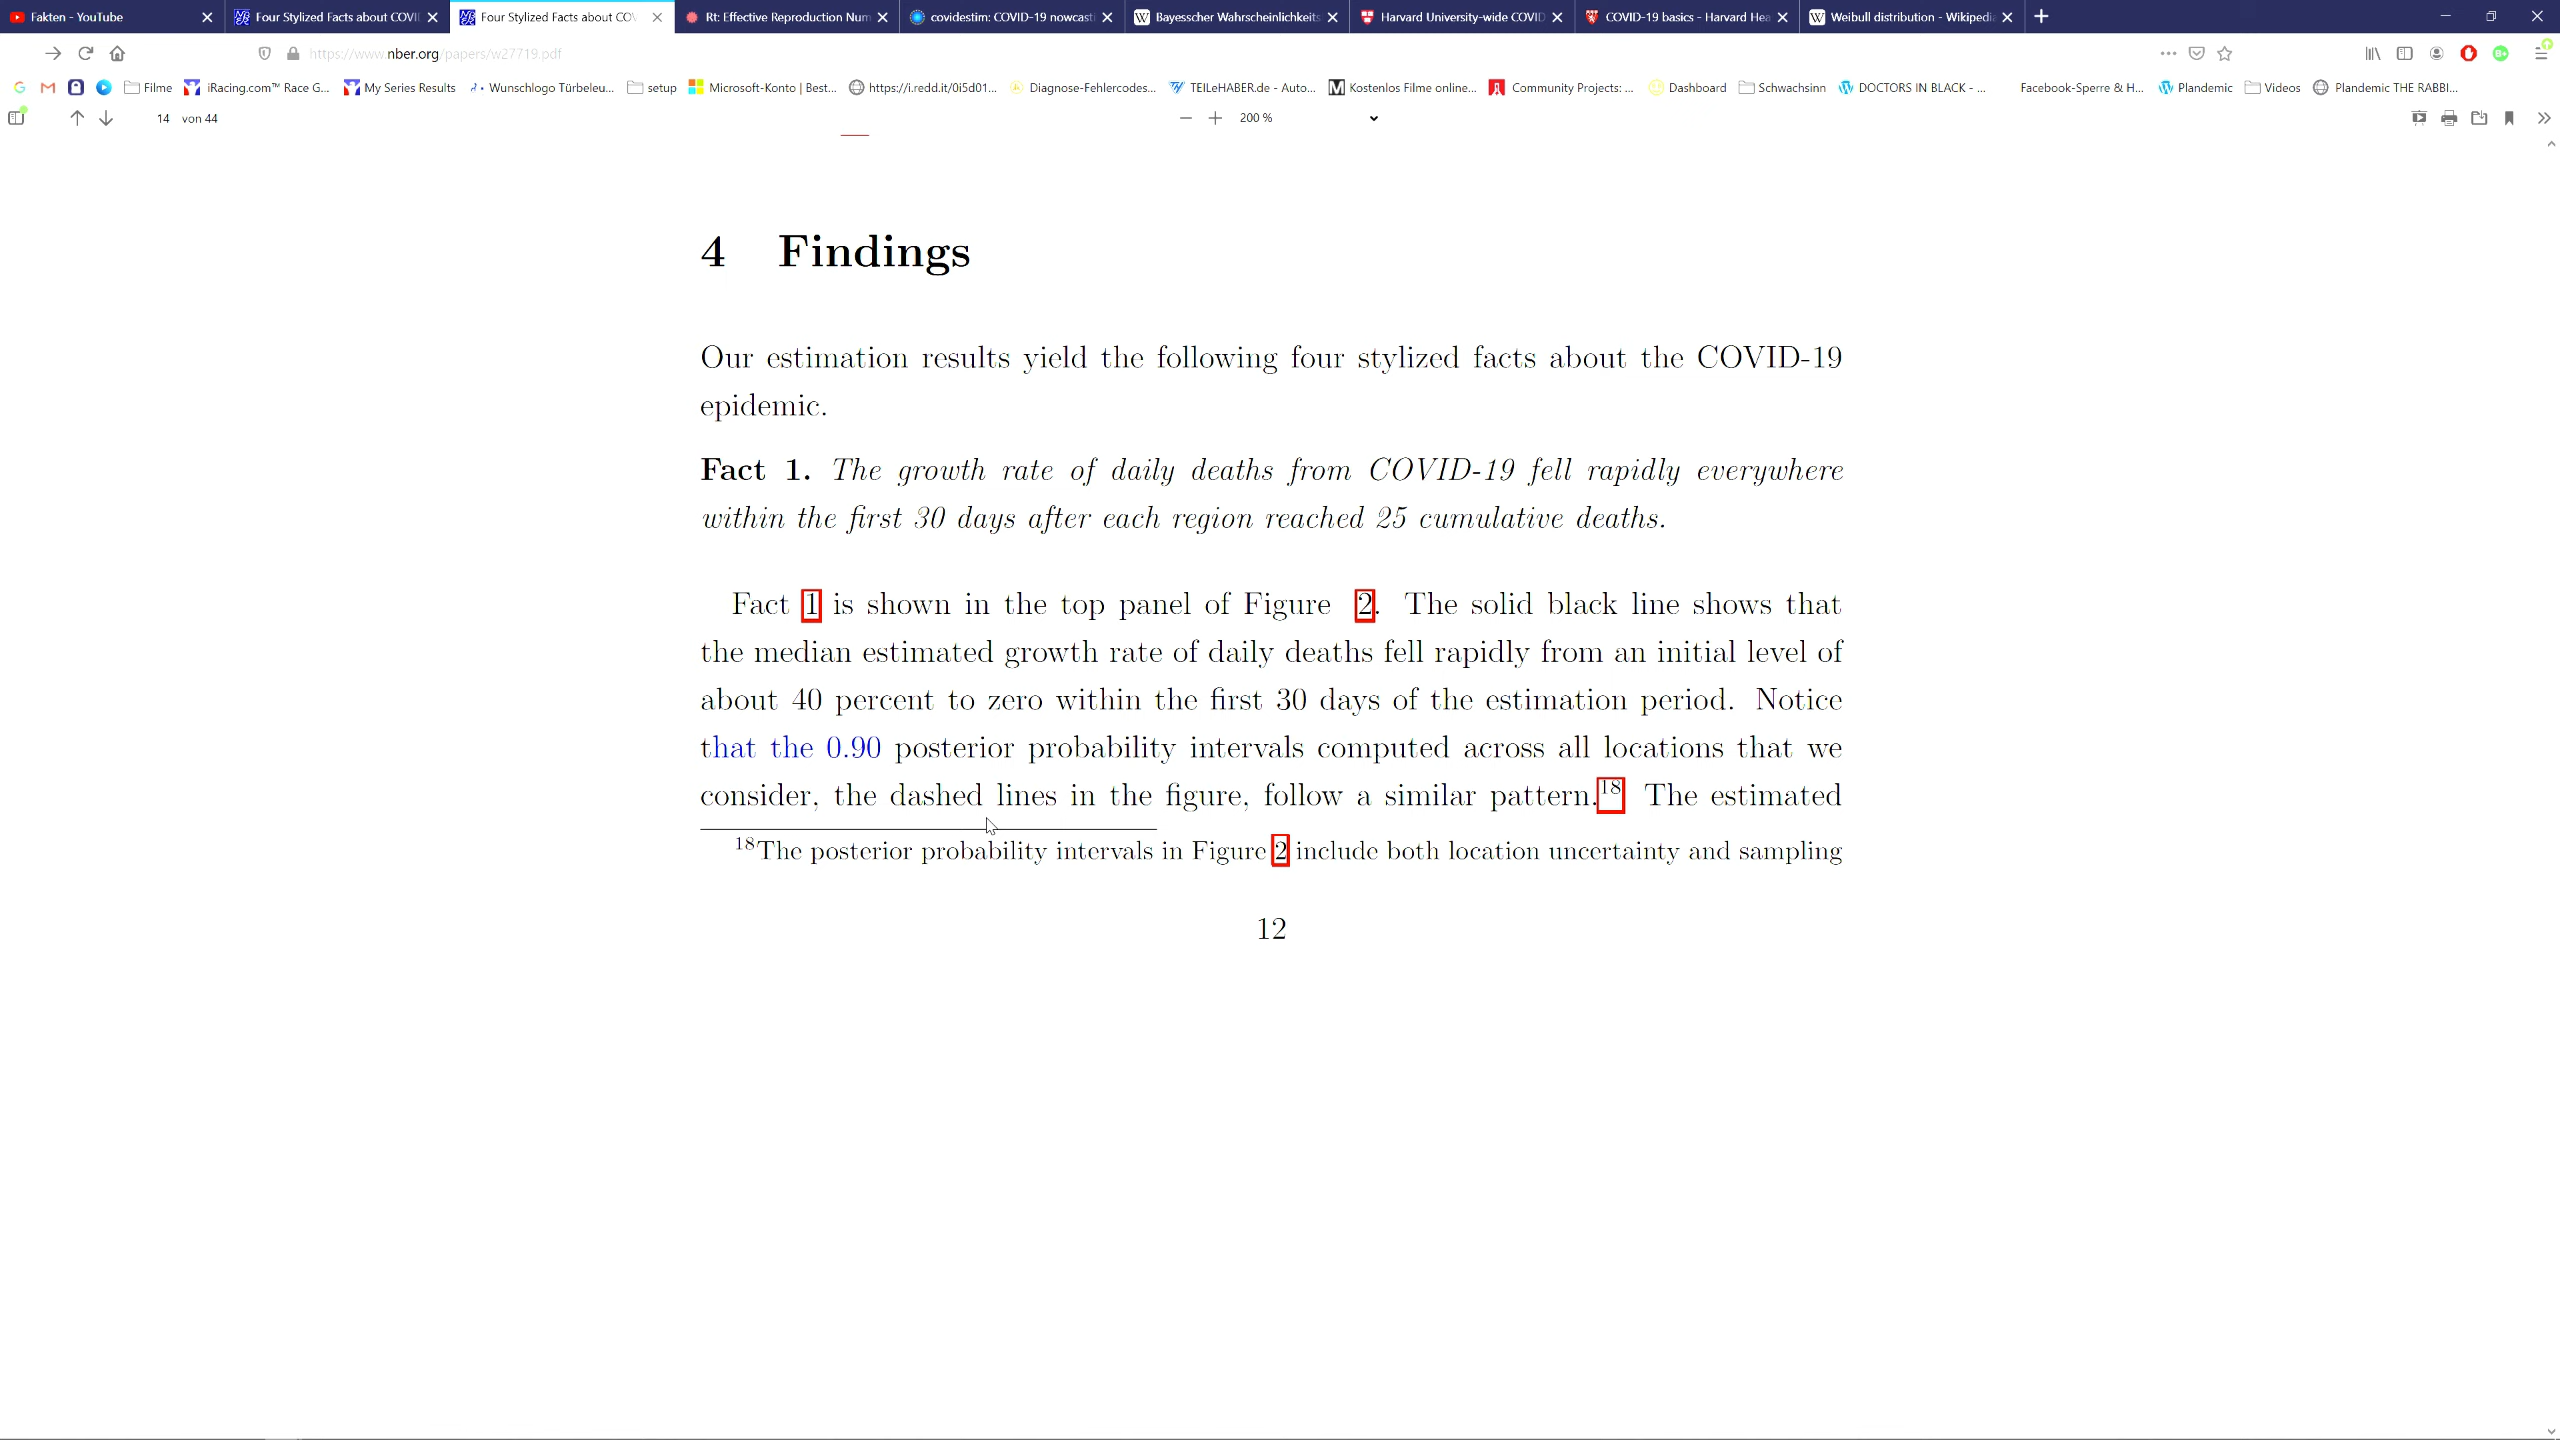 Fakten - YouTube
Four Stylized Facts about COVI
Four Stylized Facts about CO
Rt: Effective Reproduction Num
covidestim: COVID-19 nowcasti
Bayesscher Wahrscheinlichkeits
Harvard University-wide COVID
COVID-19 basics - Harvard Hea
Weibull distribution - Wikipedi
https://www.nber.org/papers/w27719.pdf
Filme
iRacing.com™ Race G...
My Series Results
Wunschlogo Türbeleu...
setup
Microsoft-Konto | Best...
https://i.redd.it/0i5d01...
Diagnose-Fehlercodes...
TEILeHABER.de - Auto...
Kostenlos Filme online...
Community Projects: ...
Dashboard
Schwachsinn
DOCTORS IN BLACK - ...
Facebook-Sperre & H...
Plandemic
Videos
Plandemic THE RABBI...
14 von 44
200 %
4 Findings
Our estimation results yield the following four stylized facts about the COVID-19
epidemic.
Fact 1. The growth rate of daily deaths from COVID-19 fell rapidly everywhere
within the first 30 days after each region reached 25 cumulative deaths.
Fact 1 is shown in the top panel of Figure 2. The solid black line shows that
the median estimated growth rate of daily deaths fell rapidly from an initial level of
about 40 percent to zero within the first 30 days of the estimation period. Notice
that the 0.90 posterior probability intervals computed across all locations that we
consider, the dashed lines in the figure, follow a similar pattern.18 The estimated
18The posterior probability intervals in Figure 2 include both location uncertainty and sampling
12